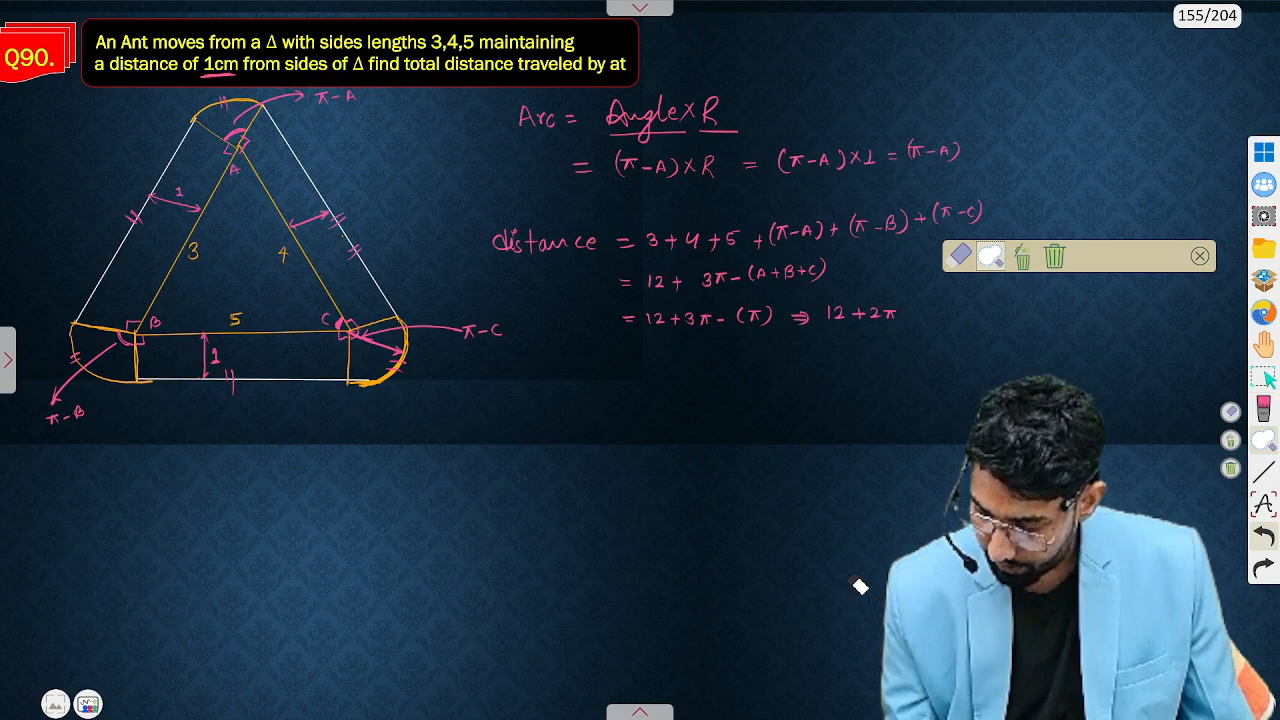 155/204
Q90.
An Ant moves from a Δ with sides lengths 3,4,5 maintaining
a distance of 1cm from sides of Δ find total distance traveled by at
π-A
A
1
3
4
B
5
C
1
π-C
π-B
Arc = Angle×R
= (π-A)×R = (π-A)×1 = (π-A)
distance = 3+4+5+(π-A)+(π-B)+(π-C)
= 12+ 3π-(A+B+C)
= 12+3π-(π) ⇒ 12+2π
A